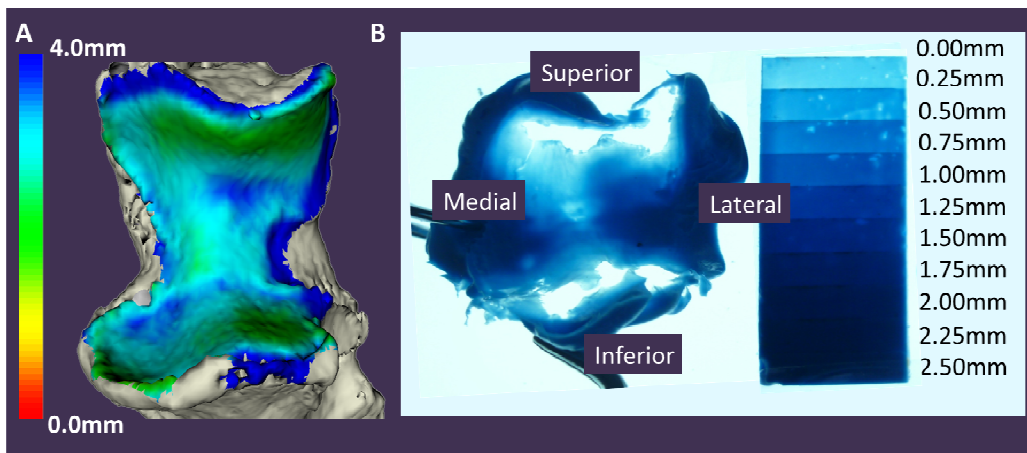 A
4.0mm
0.0mm
B
Superior
Medial
Lateral
Inferior
0.00mm
0.25mm
0.50mm
0.75mm
1.00mm
1.25mm
1.50mm
1.75mm
2.00mm
2.25mm
2.50mm